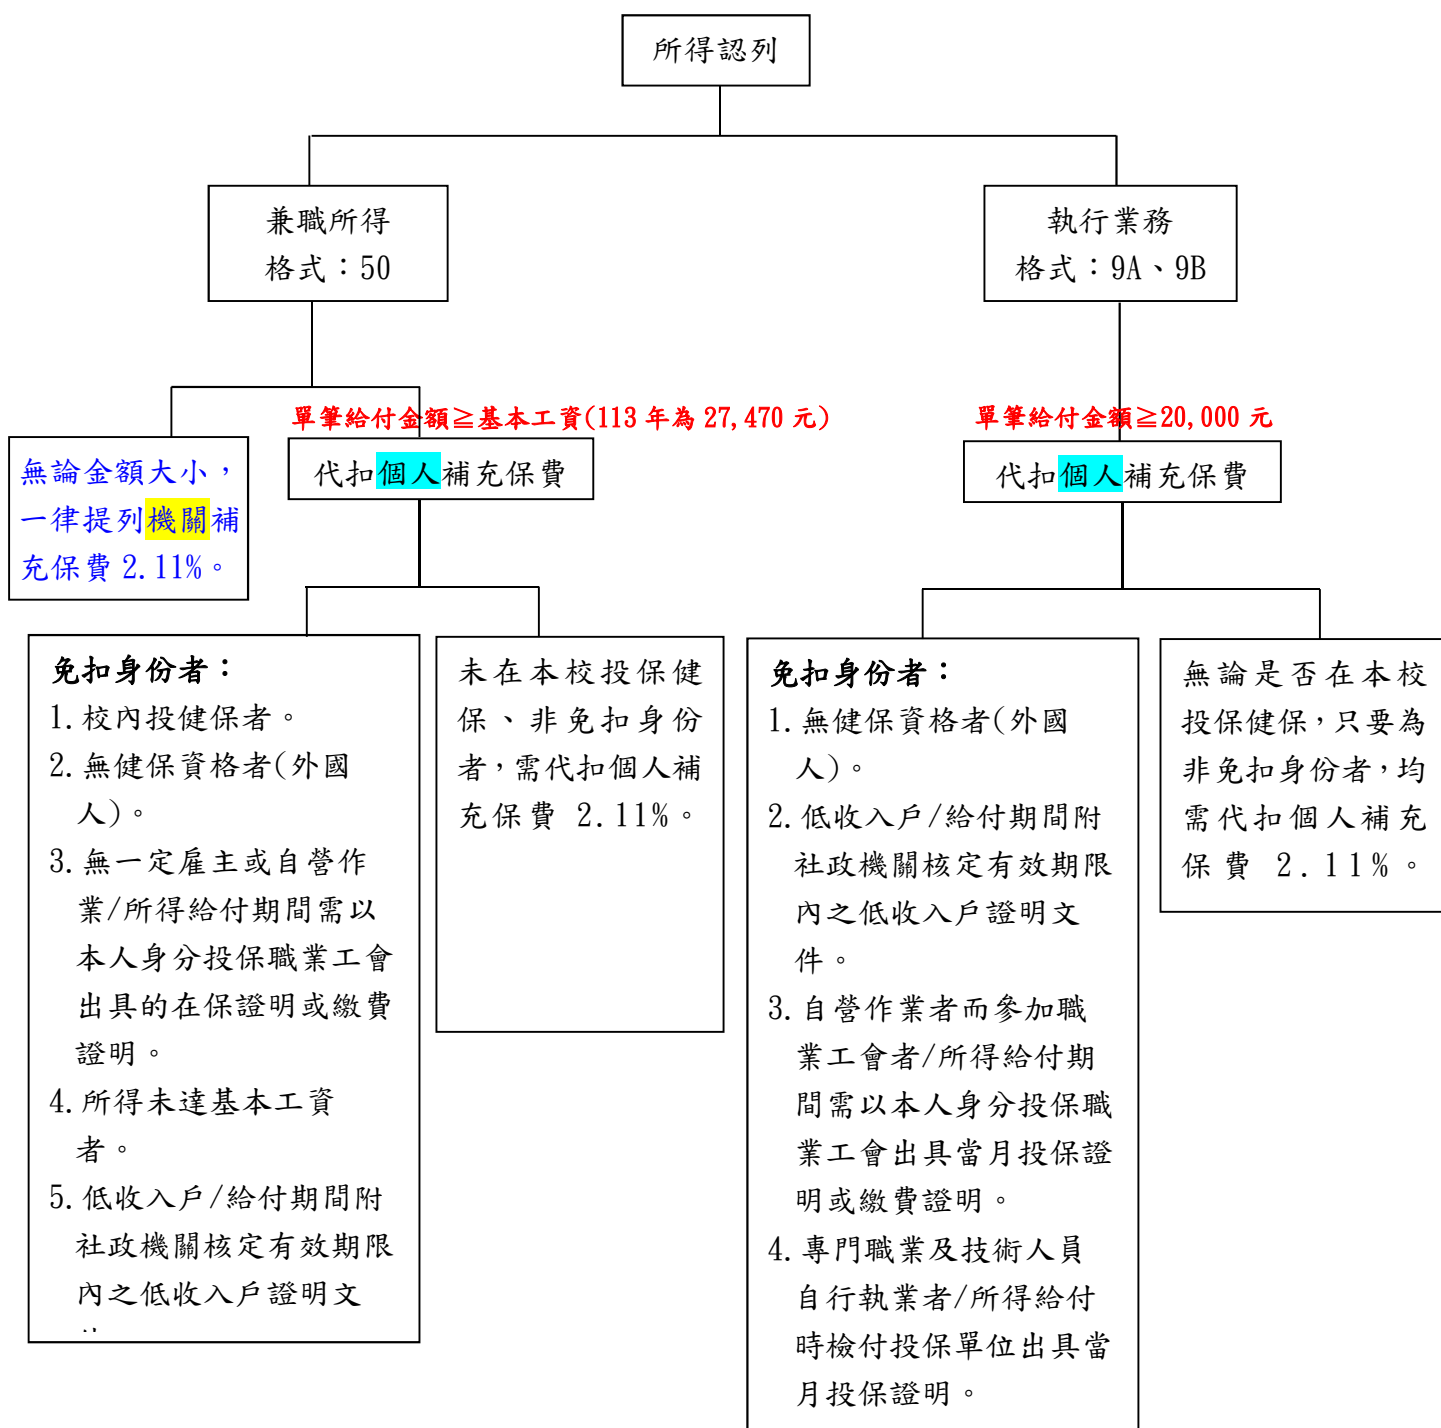 所得認列
兼職所得
格式：50
執行業務
格式：9A、9B
單筆給付金額≧基本工資(113 年為 27,470 元)
單筆給付金額≧20,000 元
無論金額大小，
一律提列機關補
充保費 2.11%。
代扣個人補充保費
代扣個人補充保費
免扣身份者：
1.校內投健保者。
2.無健保資格者(外國
人)。
3.無一定雇主或自營作
業/所得給付期間需以
本人身分投保職業工會
出具的在保證明或繳費
證明。
4.所得未達基本工資
者。
5.低收入戶/給付期間附
社政機關核定有效期限
內之低收入戶證明文
未在本校投保健
保、非免扣身份
者，需代扣個人補
充保費 2.11%。
免扣身份者：
1.無健保資格者(外國
人)。
2.低收入戶/給付期間附
社政機關核定有效期限
內之低收入戶證明文
件。
3.自營作業者而參加職
業工會者/所得給付期
間需以本人身分投保職
業工會出具當月投保證
明或繳費證明。
4.專門職業及技術人員
自行執業者/所得給付
時檢付投保單位出具當
月投保證明。
無論是否在本校
投保健保，只要為
非免扣身份者，均
需代扣個人補充
保費 2.11%。